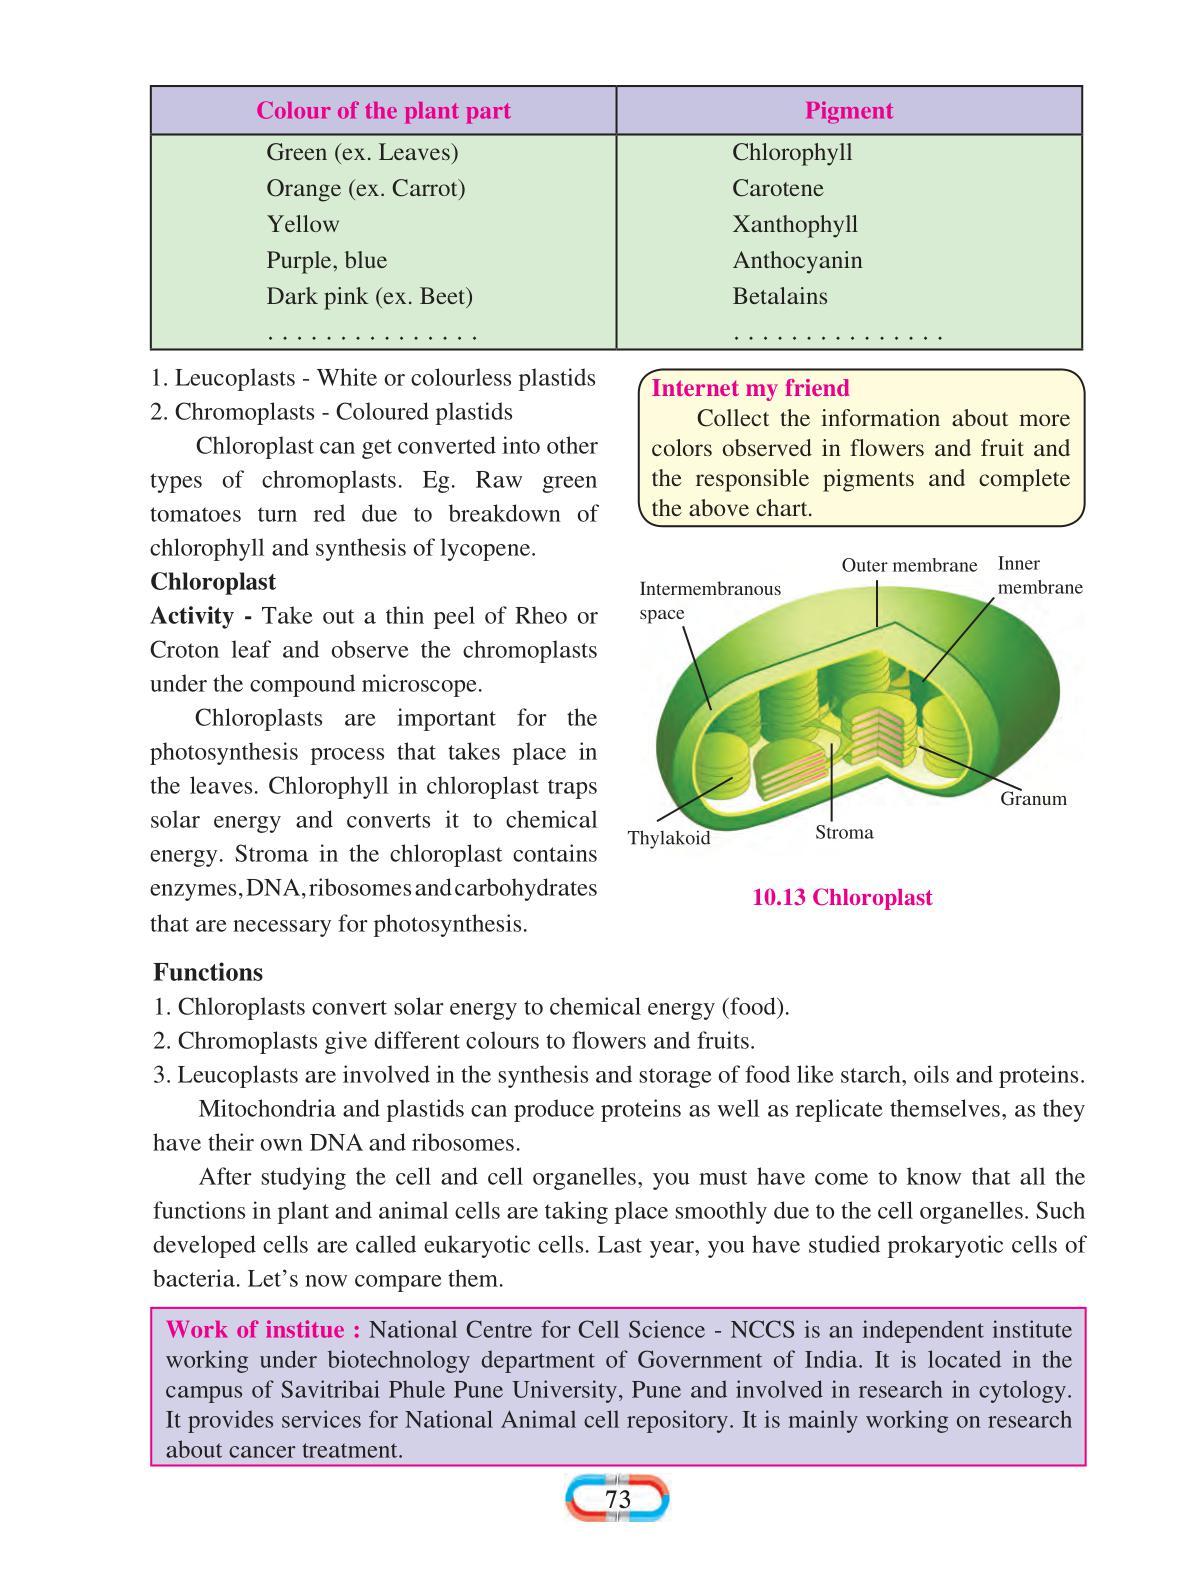 Colour of the plant part Pigment
Green (ex. Leaves) Chlorophyll
Orange (ex. Carrot) Carotene
Yellow Xanthophyll
Purple, blue Anthocyanin
Dark pink (ex. Beet) Betalains
. . . . . . . . . . . . . . . . . . . . . . . . . . . . . .
1. Leucoplasts - White or colourless plastids
2. Chromoplasts - Coloured plastids
Chloroplast can get converted into other
types of chromoplasts. Eg. Raw green
tomatoes turn red due to breakdown of
chlorophyll and synthesis of lycopene.
Chloroplast
Activity - Take out a thin peel of Rheo or
Croton leaf and observe the chromoplasts
under the compound microscope.
Chloroplasts are important for the
photosynthesis process that takes place in
the leaves. Chlorophyll in chloroplast traps
solar energy and converts it to chemical
energy. Stroma in the chloroplast contains
enzymes, DNA, ribosomes and carbohydrates
that are necessary for photosynthesis.
Internet my friend
Collect the information about more
colors observed in flowers and fruit and
the responsible pigments and complete
the above chart.
Outer membrane
Inner
membrane
Intermembranous
space
Granum
Stroma
Thylakoid
10.13 Chloroplast
Functions
1. Chloroplasts convert solar energy to chemical energy (food).
2. Chromoplasts give different colours to flowers and fruits.
3. Leucoplasts are involved in the synthesis and storage of food like starch, oils and proteins.
Mitochondria and plastids can produce proteins as well as replicate themselves, as they
have their own DNA and ribosomes.
After studying the cell and cell organelles, you must have come to know that all the
functions in plant and animal cells are taking place smoothly due to the cell organelles. Such
developed cells are called eukaryotic cells. Last year, you have studied prokaryotic cells of
bacteria. Let's now compare them.
Work of institue : National Centre for Cell Science - NCCS is an independent institute
working under biotechnology department of Government of India. It is located in the
campus of Savitribai Phule Pune University, Pune and involved in research in cytology.
It provides services for National Animal cell repository. It is mainly working on research
about cancer treatment.
73